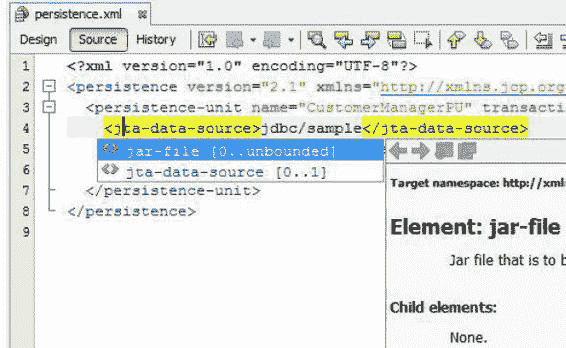 persistence.xml
Design Source History
1 <?xml version="1.0" encoding="UTF-8"?>
2 <persistence version="2.1" xmlns="http://xmlns.jcp.org
3 <persistence-unit name="CustomerManagerPU" transacti
4 <jta-data-source>jdbc/sample</jta-data-source>
5 jar-file [0..unbounded]
6 jta-data-source [0..1]
7 </persistence-unit>
8 </persistence>
9
Target namespace: http://xml
Element: jar-file
Jar file that is to b
Child elements:
None.